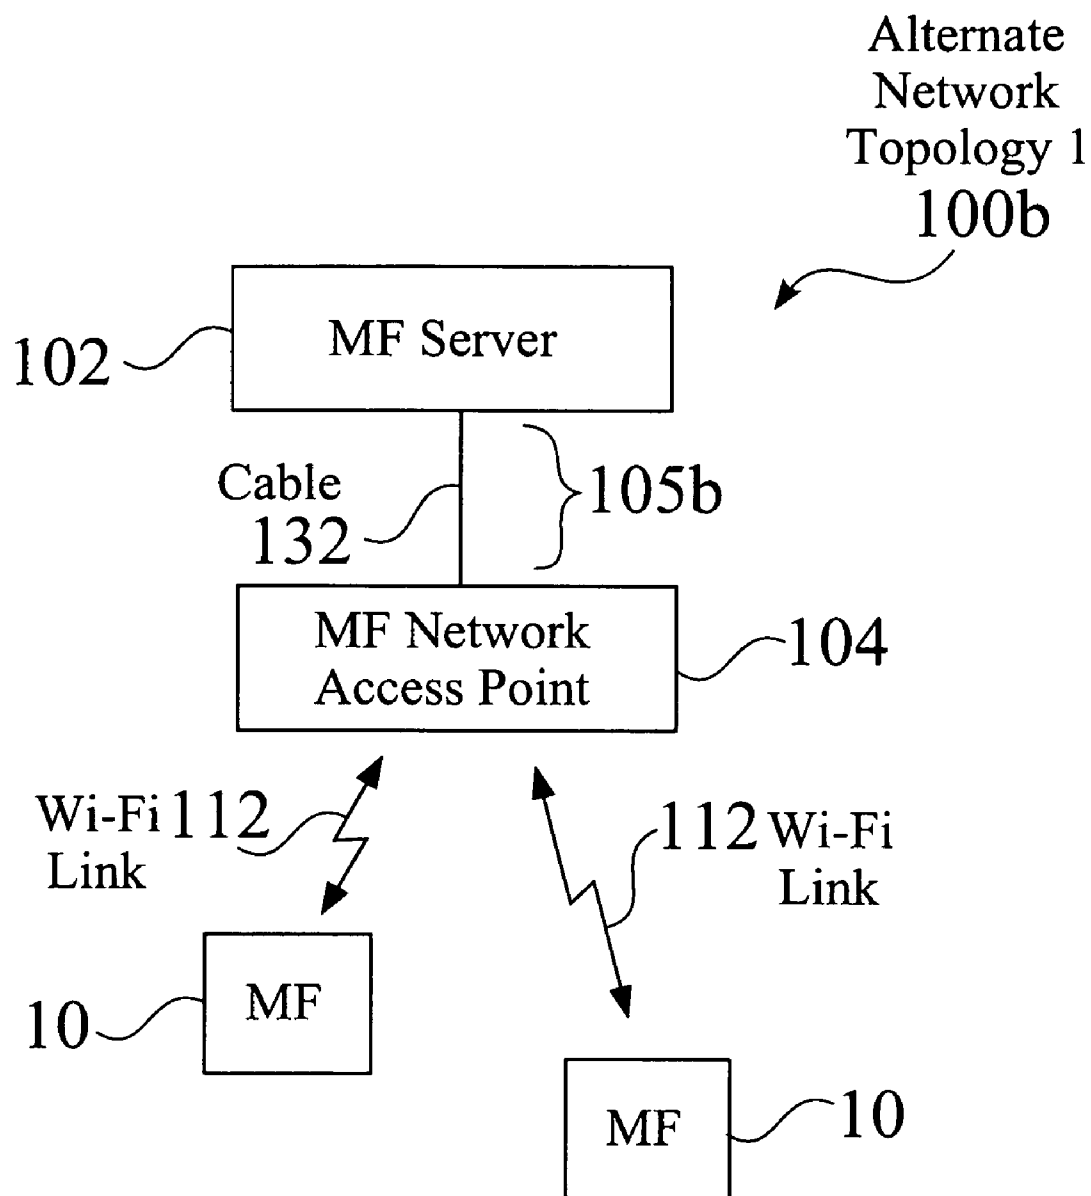 Alternate
Network
Topology 1
100b
MF Server
102
Cable
132
105b
MF Network
Access Point
104
Wi-Fi 112
Link
112 Wi-Fi
Link
MF
10
MF
10